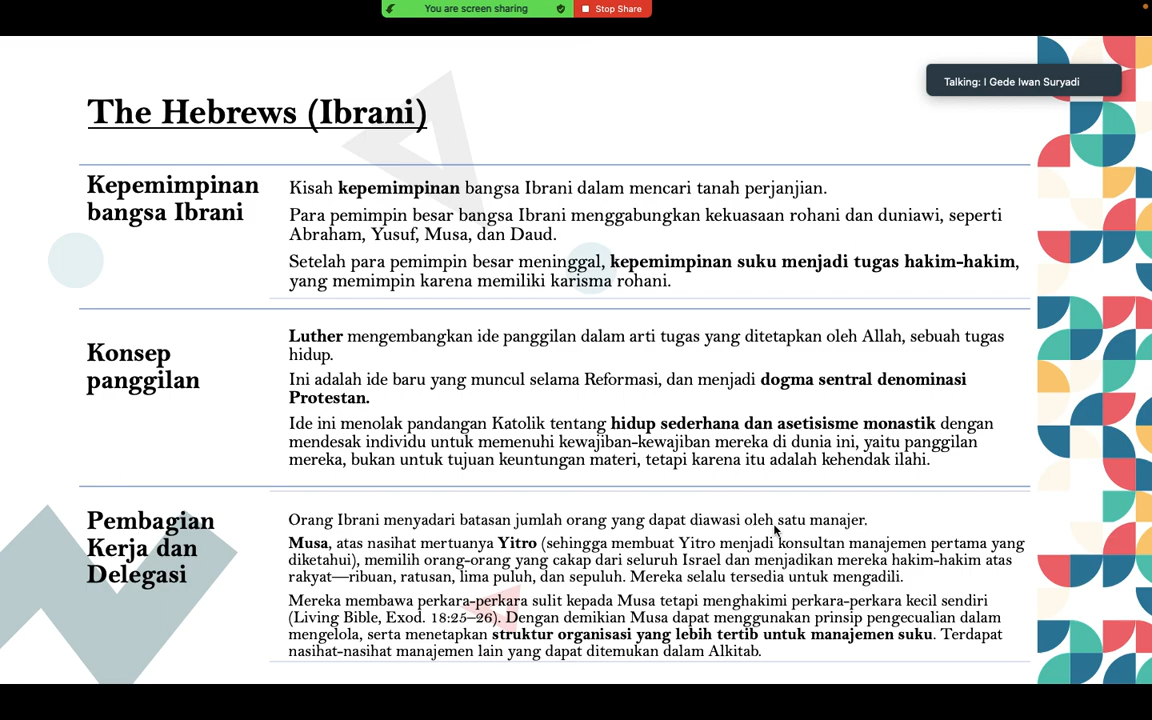 You are screen sharing
Stop Share
Talking: I Gede Iwan Suryadi
The Hebrews (Ibrani)
Kepemimpinan
bangsa Ibrani
Kisah kepemimpinan bangsa Ibrani dalam mencari tanah perjanjian.
Para pemimpin besar bangsa Ibrani menggabungkan kekuasaan rohani dan duniawi, seperti
Abraham, Yusuf, Musa, dan Daud.
Setelah para pemimpin besar meninggal, kepemimpinan suku menjadi tugas hakim-hakim,
yang memimpin karena memiliki karisma rohani.
Konsep
panggilan
Luther mengembangkan ide panggilan dalam arti tugas yang ditetapkan oleh Allah, sebuah tugas
hidup.
Ini adalah ide baru yang muncul selama Reformasi, dan menjadi dogma sentral denominasi
Protestan.
Ide ini menolak pandangan Katolik tentang hidup sederhana dan asetisisme monastik dengan
mendesak individu untuk memenuhi kewajiban-kewajiban mereka di dunia ini, yaitu panggilan
mereka, bukan untuk tujuan keuntungan materi, tetapi karena itu adalah kehendak ilahi.
Pembagian
Kerja dan
Delegasi
Orang Ibrani menyadari batasan jumlah orang yang dapat diawasi oleh satu manajer.
Musa, atas nasihat mertuanya Yitro (sehingga membuat Yitro menjadi konsultan manajemen pertama yang
diketahui), memilih orang-orang yang cakap dari seluruh Israel dan menjadikan mereka hakim-hakim atas
rakyat—ribuan, ratusan, lima puluh, dan sepuluh. Mereka selalu tersedia untuk mengadili.
Mereka membawa perkara-perkara sulit kepada Musa tetapi menghakimi perkara-perkara kecil sendiri
(Living Bible, Exod. 18:25–26). Dengan demikian Musa dapat menggunakan prinsip pengecualian dalam
mengelola, serta menetapkan struktur organisasi yang lebih tertib untuk manajemen suku. Terdapat
nasihat-nasihat manajemen lain yang dapat ditemukan dalam Alkitab.